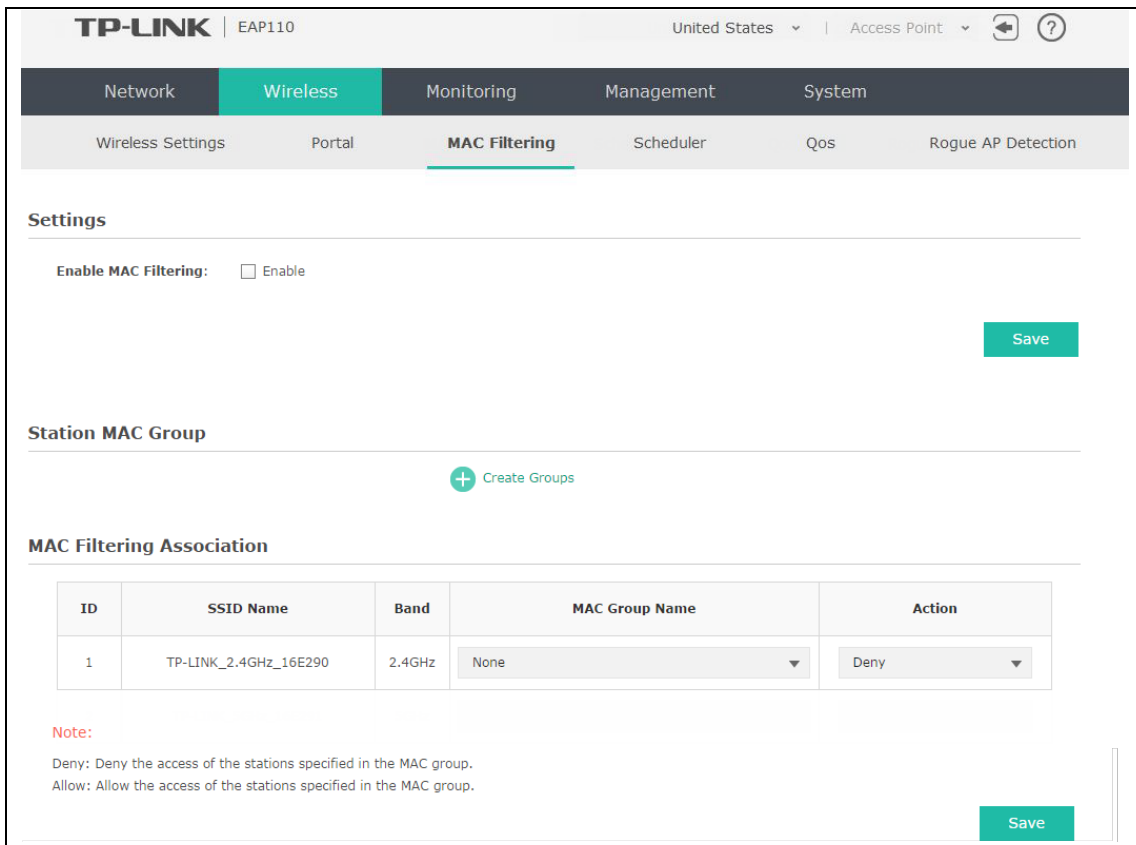 TP-LINK | EAP110 United States | Access Point ?
Network Wireless Monitoring Management System
Wireless Settings Portal MAC Filtering Scheduler Qos Rogue AP Detection
Settings
Enable MAC Filtering: Enable
Save
Station MAC Group
Create Groups
MAC Filtering Association
ID SSID Name Band MAC Group Name Action
1 TP-LINK_2.4GHz_16E290 2.4GHz None Deny
Note:
Deny: Deny the access of the stations specified in the MAC group.
Allow: Allow the access of the stations specified in the MAC group.
Save